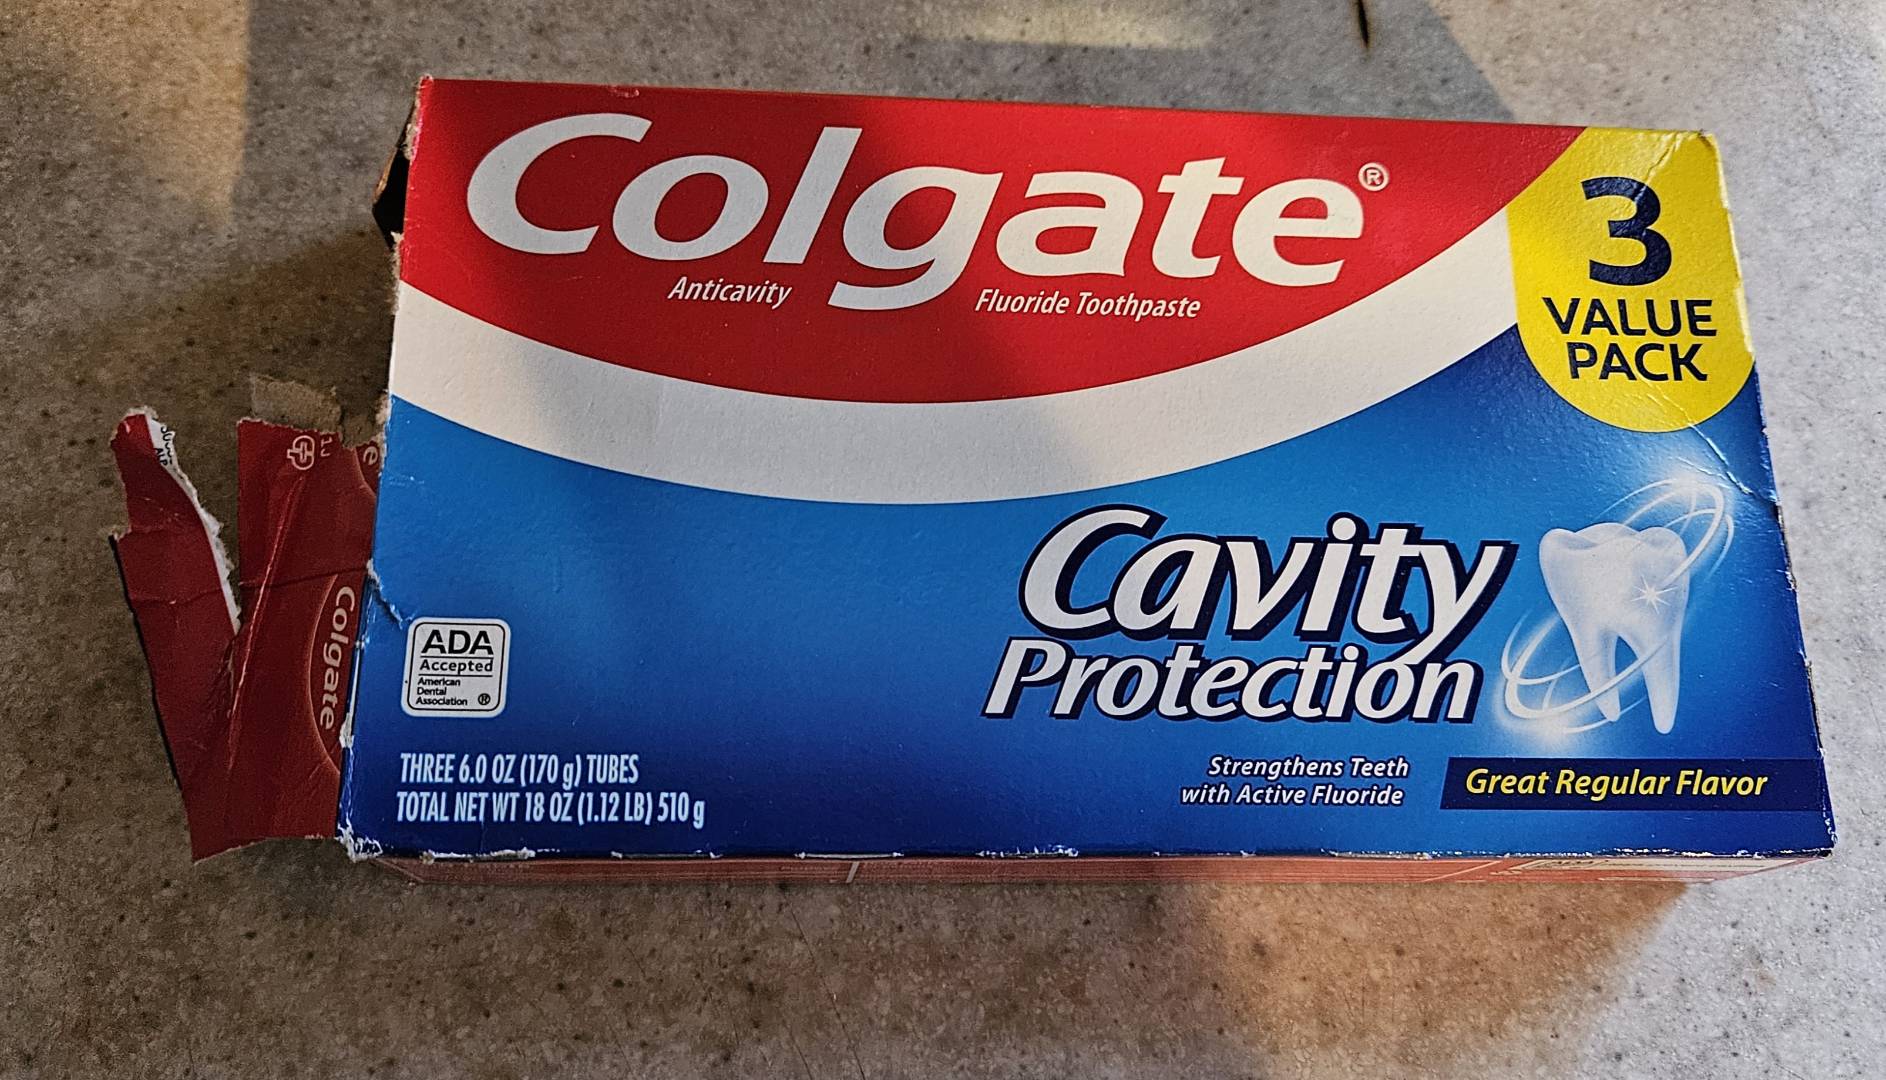 Colgate®
Anticavity Fluoride Toothpaste
3
VALUE
PACK
Cavity
Protection
ADA
Accepted
American
Dental
Association ®
Colgate
THREE 6.0 OZ (170 g) TUBES
TOTAL NET WT 18 OZ (1.12 LB) 510 g
Strengthens Teeth
with Active Fluoride
Great Regular Flavor